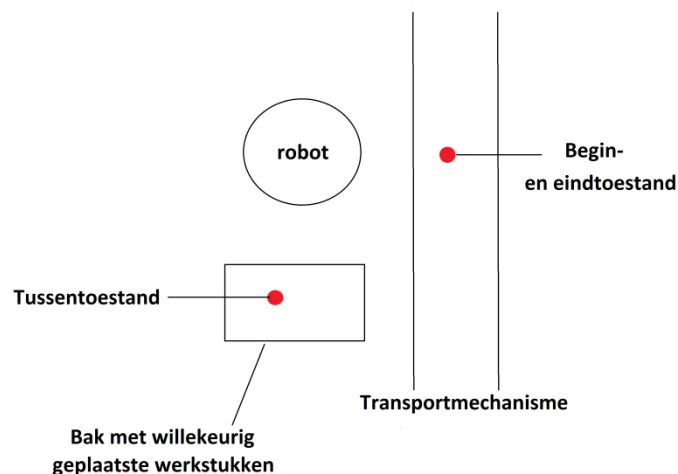 robot
Begin-
en eindtoestand
Tussentoestand
Transportmechanisme
Bak met willekeurig
geplaatste werkstukken